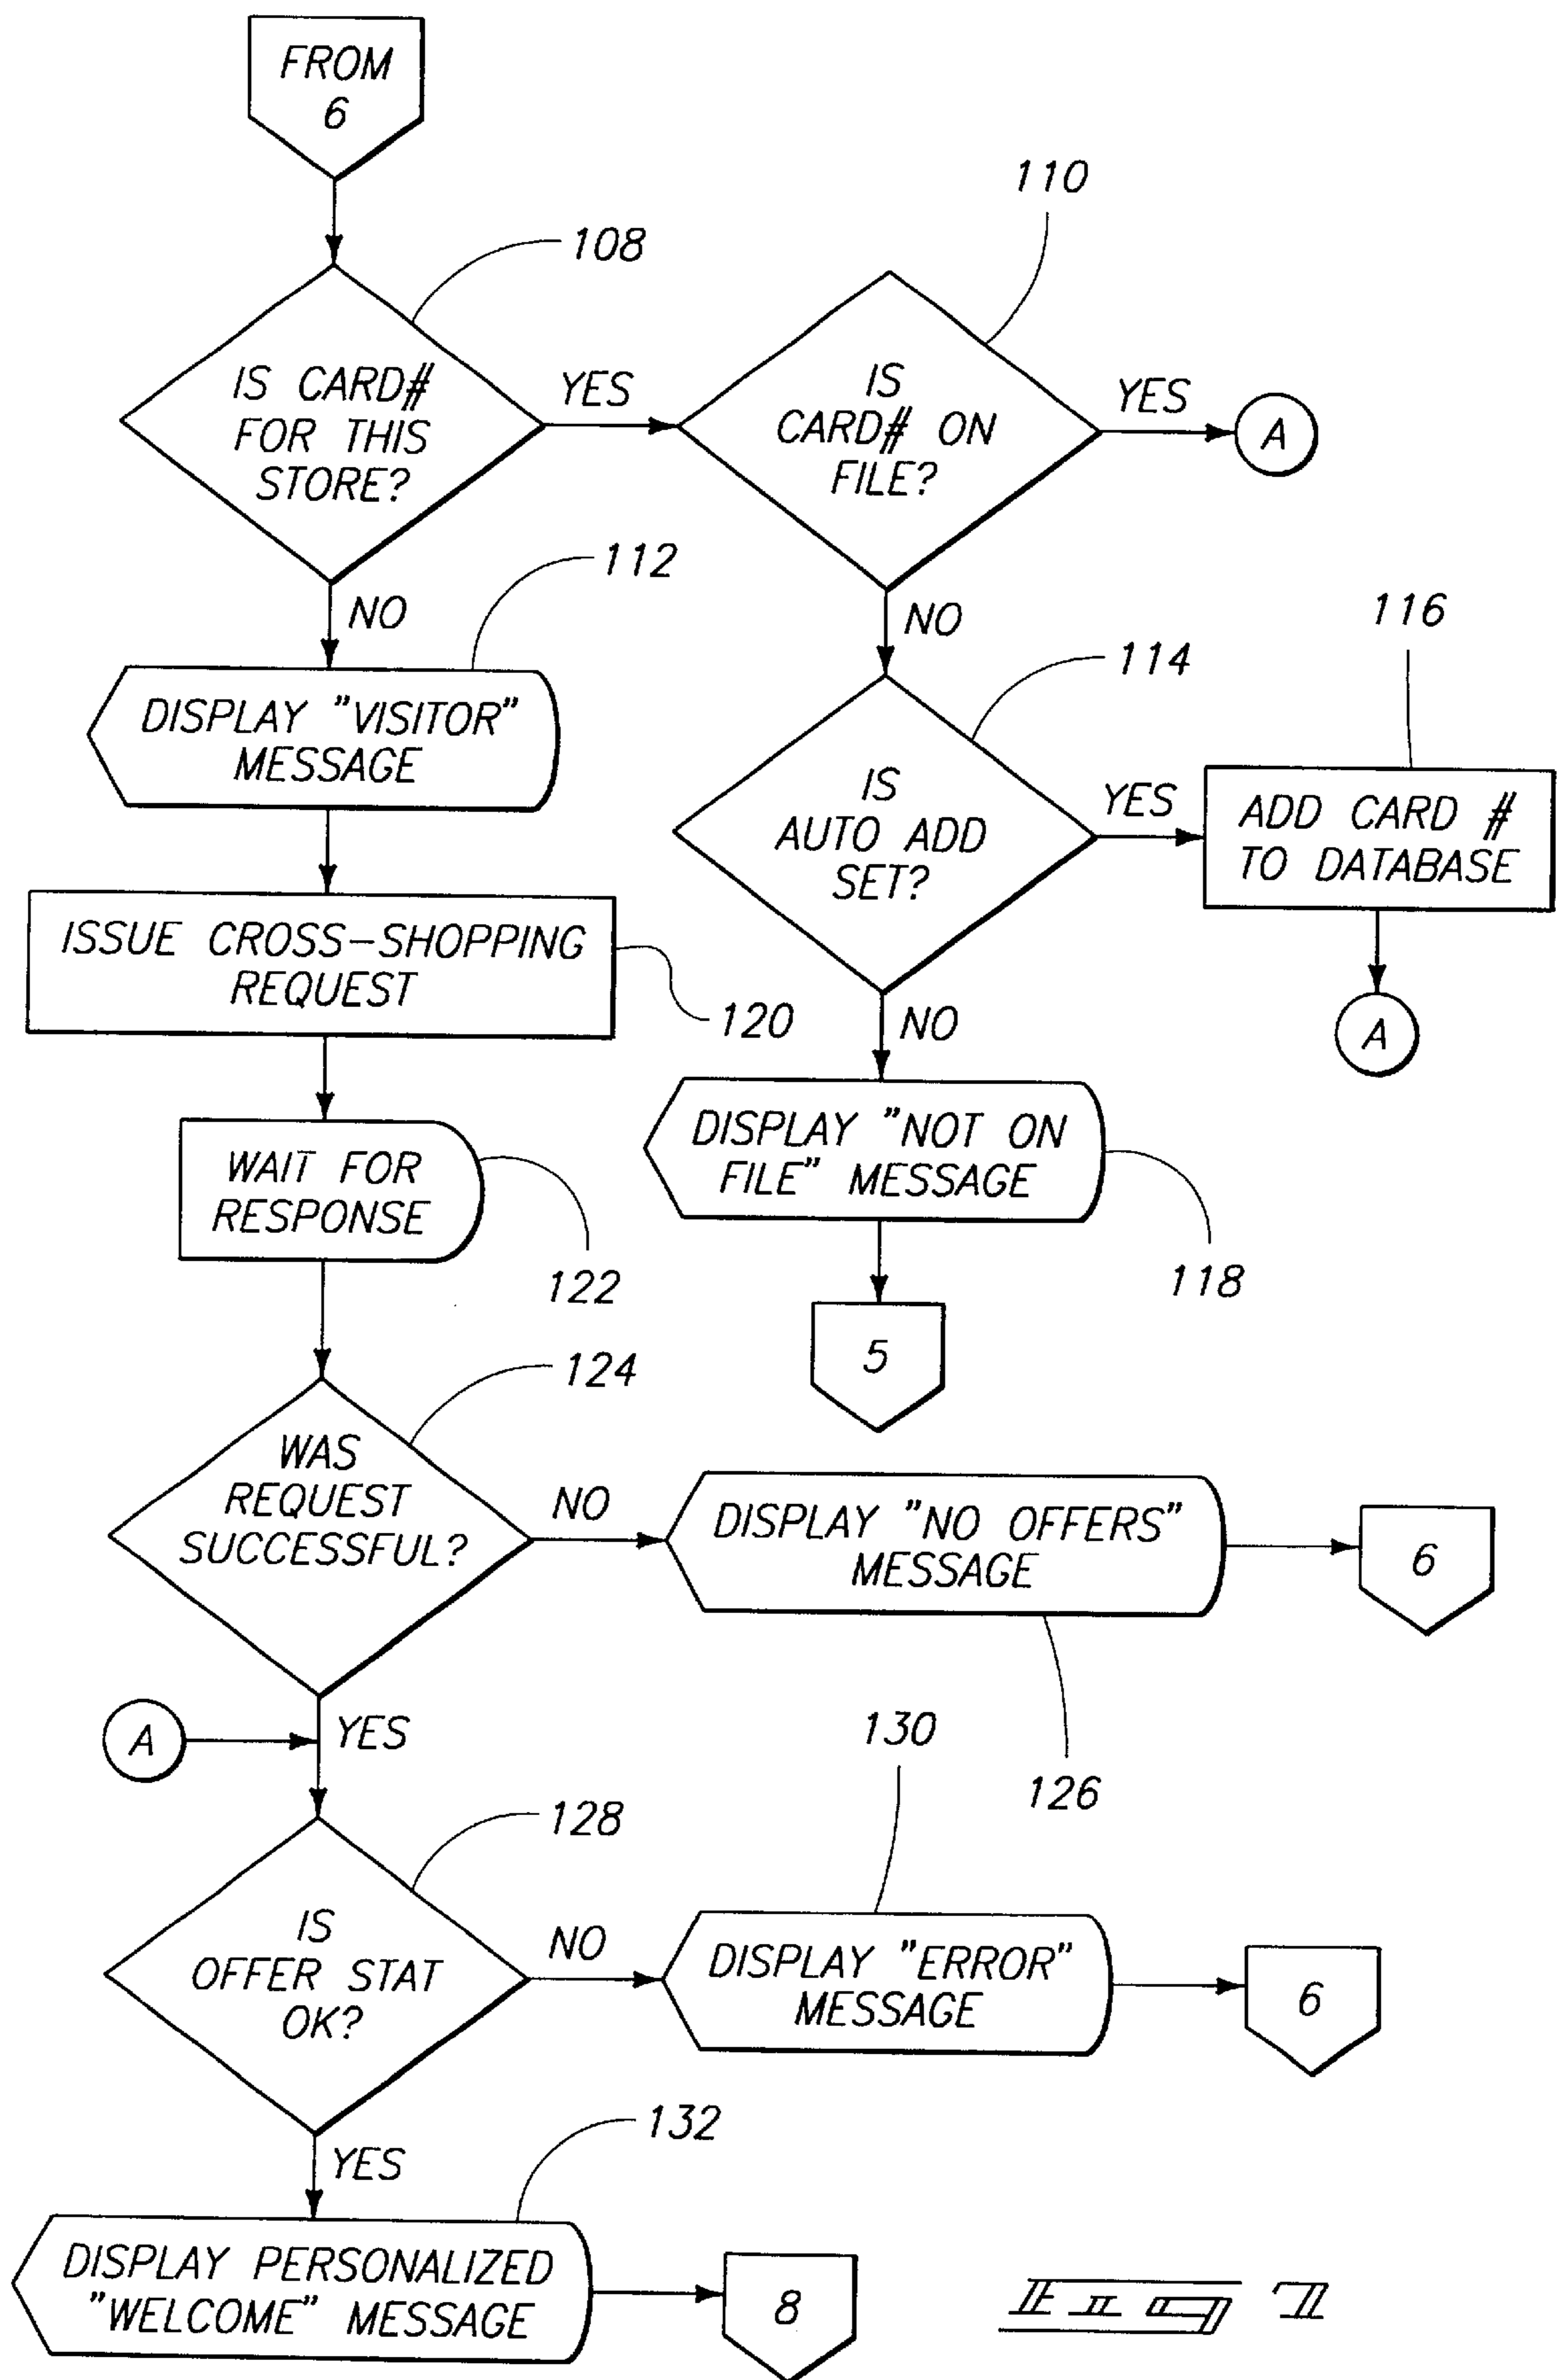 FROM
6
108
110
IS CARD#
FOR THIS
STORE?
YES
IS
CARD# ON
FILE?
YES
A
NO
112
DISPLAY "VISITOR"
MESSAGE
NO
114
116
IS
AUTO ADD
SET?
YES
ADD CARD #
TO DATABASE
A
ISSUE CROSS-SHOPPING
REQUEST
120
NO
DISPLAY "NOT ON
FILE" MESSAGE
118
WAIT FOR
RESPONSE
122
5
124
WAS
REQUEST
SUCCESSFUL?
NO
DISPLAY "NO OFFERS"
MESSAGE
126
6
A
YES
128
130
IS
OFFER STAT
OK?
NO
DISPLAY "ERROR"
MESSAGE
6
YES
132
DISPLAY PERSONALIZED
"WELCOME" MESSAGE
8
Fig 7